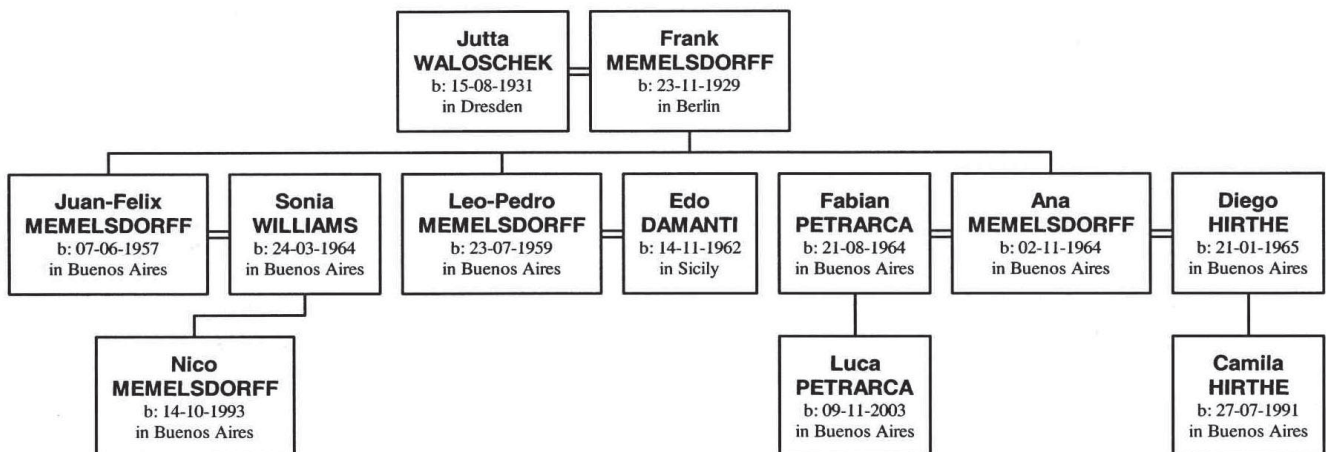 Jutta
WALOSCHEK
b: 15-08-1931
in Dresden
Frank
MEMELSDORFF
b: 23-11-1929
in Berlin
Juan-Felix
MEMELSDORFF
b: 07-06-1957
in Buenos Aires
Sonia
WILLIAMS
b: 24-03-1964
in Buenos Aires
Leo-Pedro
MEMELSDORFF
b: 23-07-1959
in Buenos Aires
Edo
DAMANTI
b: 14-11-1962
in Sicily
Fabian
PETRARCA
b: 21-08-1964
in Buenos Aires
Ana
MEMELSDORFF
b: 02-11-1964
in Buenos Aires
Diego
HIRTHE
b: 21-01-1965
in Buenos Aires
Nico
MEMELSDORFF
b: 14-10-1993
in Buenos Aires
Luca
PETRARCA
b: 09-11-2003
in Buenos Aires
Camila
HIRTHE
b: 27-07-1991
in Buenos Aires